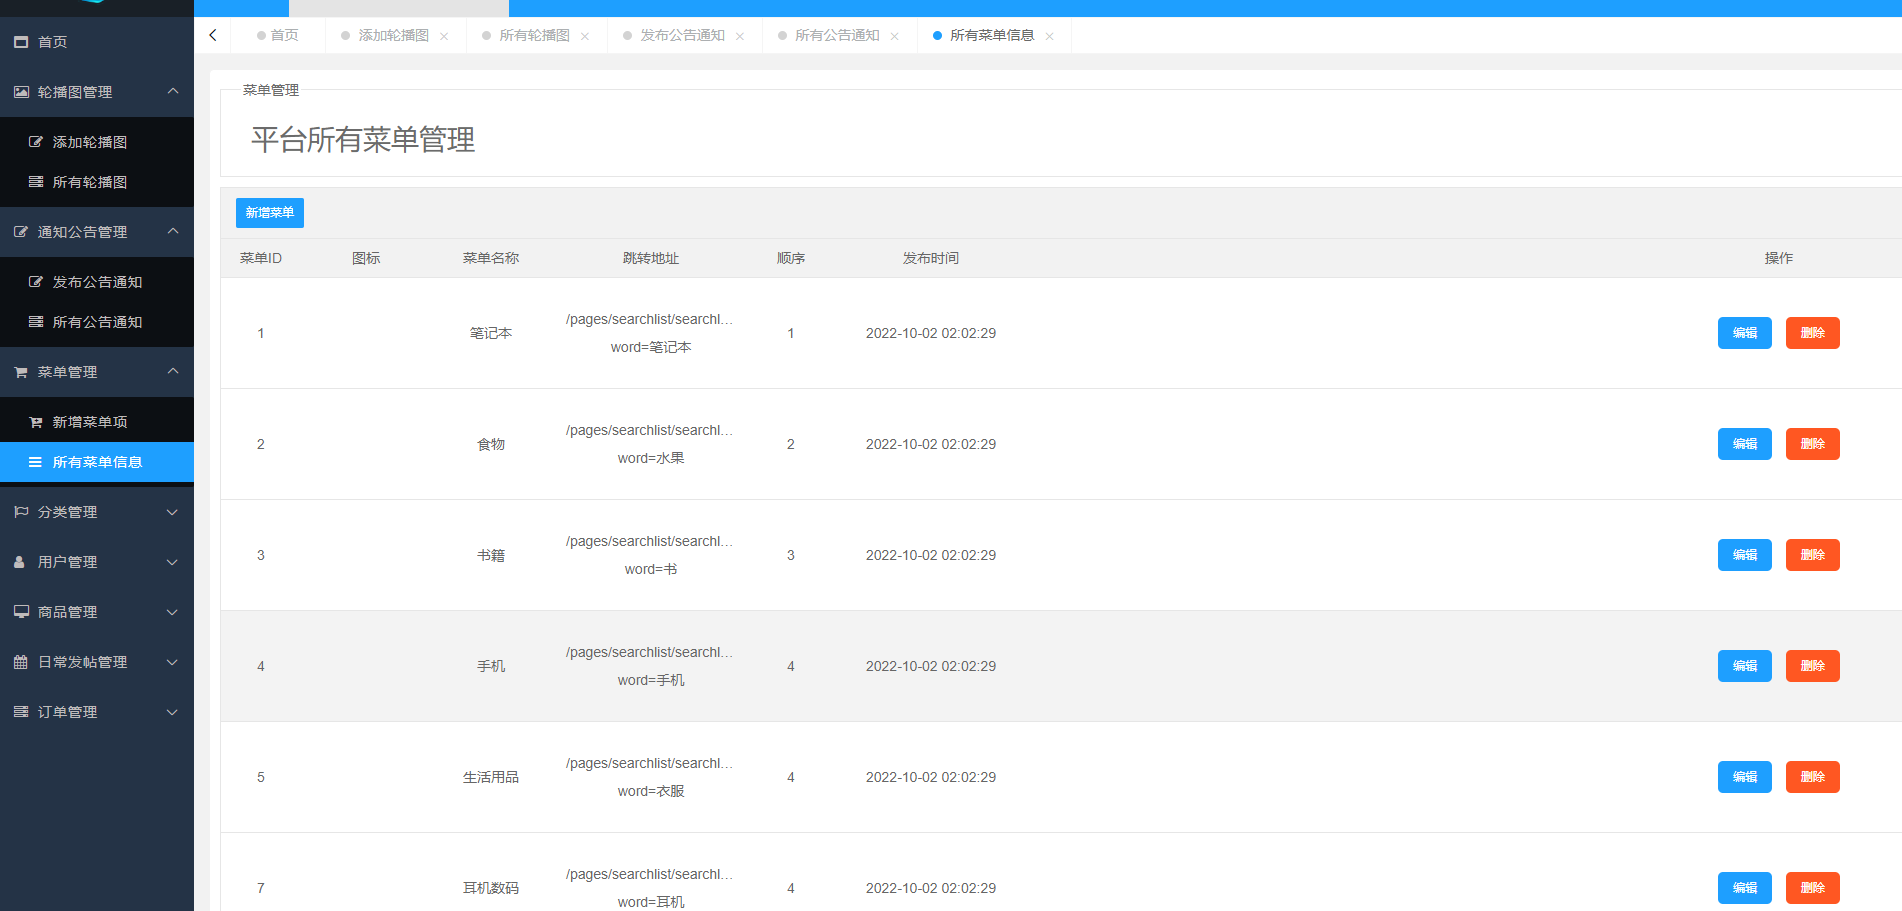 首页
轮播图管理
添加轮播图
所有轮播图
通知公告管理
发布公告通知
所有公告通知
菜单管理
新增菜单项
所有菜单信息
分类管理
用户管理
商品管理
日常发帖管理
订单管理
首页 添加轮播图 所有轮播图 发布公告通知 所有公告通知 所有菜单信息
菜单管理
平台所有菜单管理
新增菜单
菜单ID 图标 菜单名称 跳转地址 顺序 发布时间 操作
1 笔记本 /pages/searchlist/searchl... 1 2022-10-02 02:02:29 编辑 删除
word=笔记本
2 食物 /pages/searchlist/searchl... 2 2022-10-02 02:02:29 编辑 删除
word=水果
3 书籍 /pages/searchlist/searchl... 3 2022-10-02 02:02:29 编辑 删除
word=书
4 手机 /pages/searchlist/searchl... 4 2022-10-02 02:02:29 编辑 删除
word=手机
5 生活用品 /pages/searchlist/searchl... 4 2022-10-02 02:02:29 编辑 删除
word=衣服
7 耳机数码 /pages/searchlist/searchl... 4 2022-10-02 02:02:29 编辑 删除
word=耳机